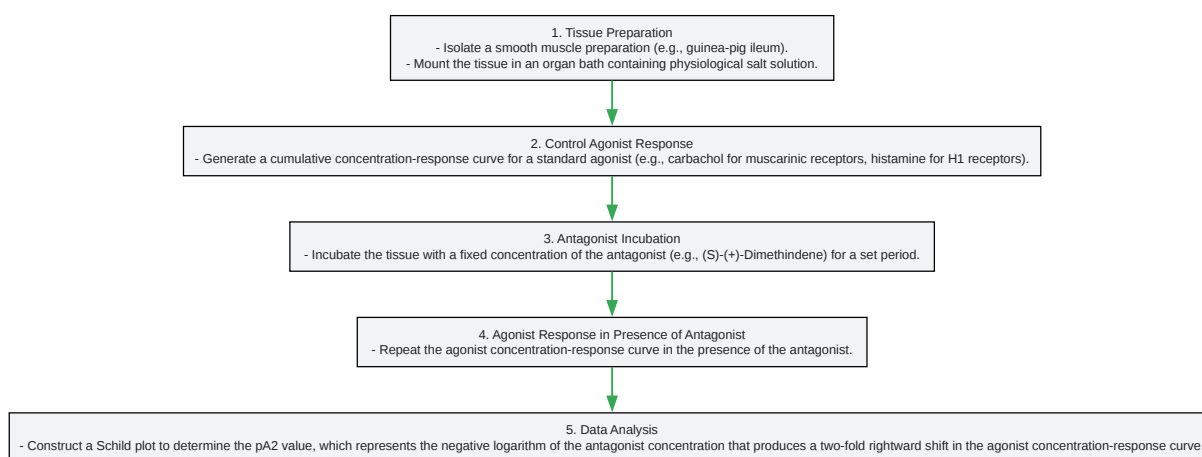 1. Tissue Preparation
- Isolate a smooth muscle preparation (e.g., guinea-pig ileum).
- Mount the tissue in an organ bath containing physiological salt solution.
2. Control Agonist Response
- Generate a cumulative concentration-response curve for a standard agonist (e.g., carbachol for muscarinic receptors, histamine for H1 receptors).
3. Antagonist Incubation
- Incubate the tissue with a fixed concentration of the antagonist (e.g., (S)-(+)-Dimethindene) for a set period.
4. Agonist Response in Presence of Antagonist
- Repeat the agonist concentration-response curve in the presence of the antagonist.
5. Data Analysis
- Construct a Schild plot to determine the pA2 value, which represents the negative logarithm of the antagonist concentration that produces a two-fold rightward shift in the agonist concentration-response curve